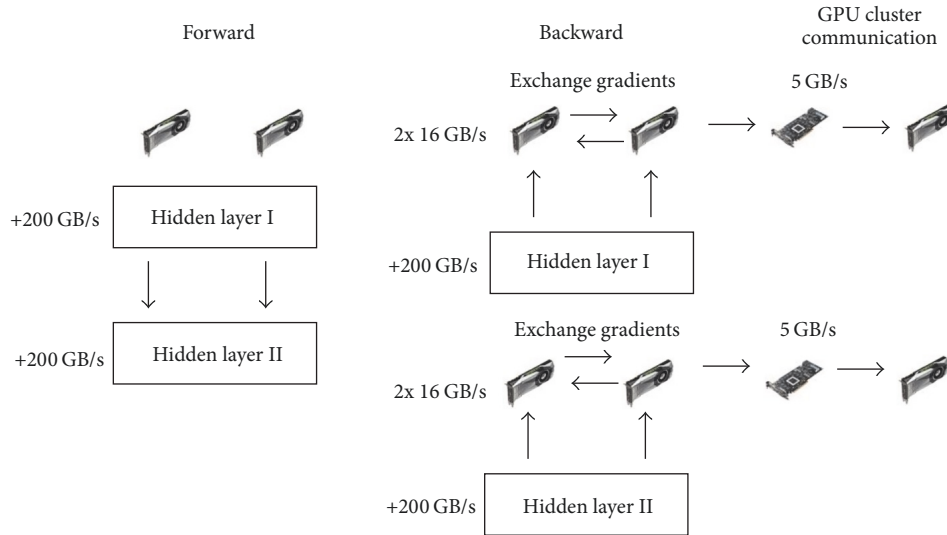 Forward
Backward
GPU cluster
communication
Exchange gradients
5 GB/s
2x 16 GB/s
+200 GB/s
Hidden layer I
+200 GB/s
Hidden layer I
+200 GB/s
Hidden layer II
Exchange gradients
5 GB/s
2x 16 GB/s
+200 GB/s
Hidden layer II